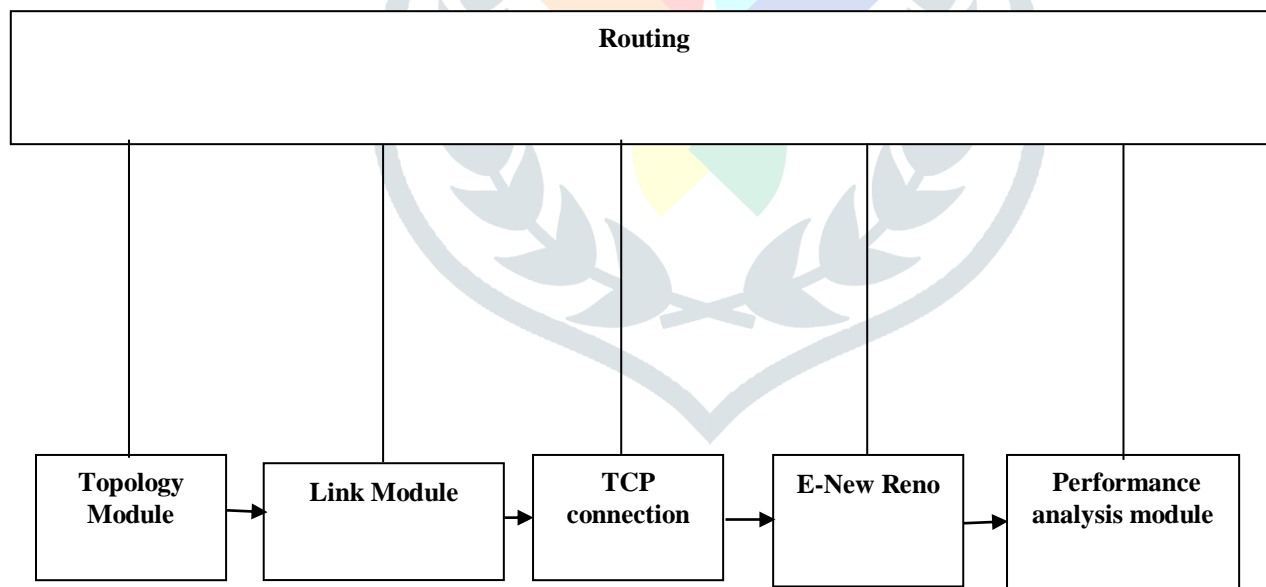 Routing
Topology
Module
Link Module
TCP
connection
E-New Reno
Performance
analysis module